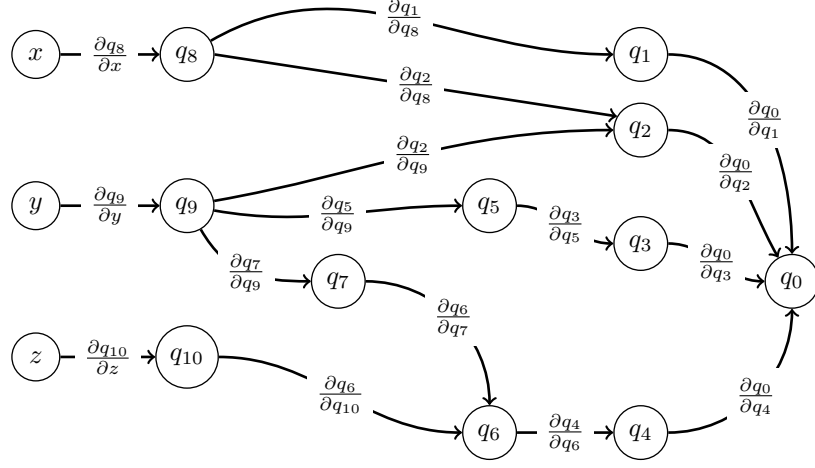 ∂q₁/∂q₈
x ∂q₈/∂x q₈ q₁
∂q₂/∂q₈ ∂q₀/∂q₁
q₂
∂q₂/∂q₉ ∂q₀/∂q₂
y ∂q₉/∂y q₉ ∂q₅/∂q₉ q₅ ∂q₃/∂q₅ q₃
∂q₇/∂q₉ q₇ ∂q₀/∂q₃ q₀
∂q₆/∂q₇
z ∂q₁₀/∂z q₁₀
∂q₆/∂q₁₀ ∂q₀/∂q₄
q₆ ∂q₄/∂q₆ q₄